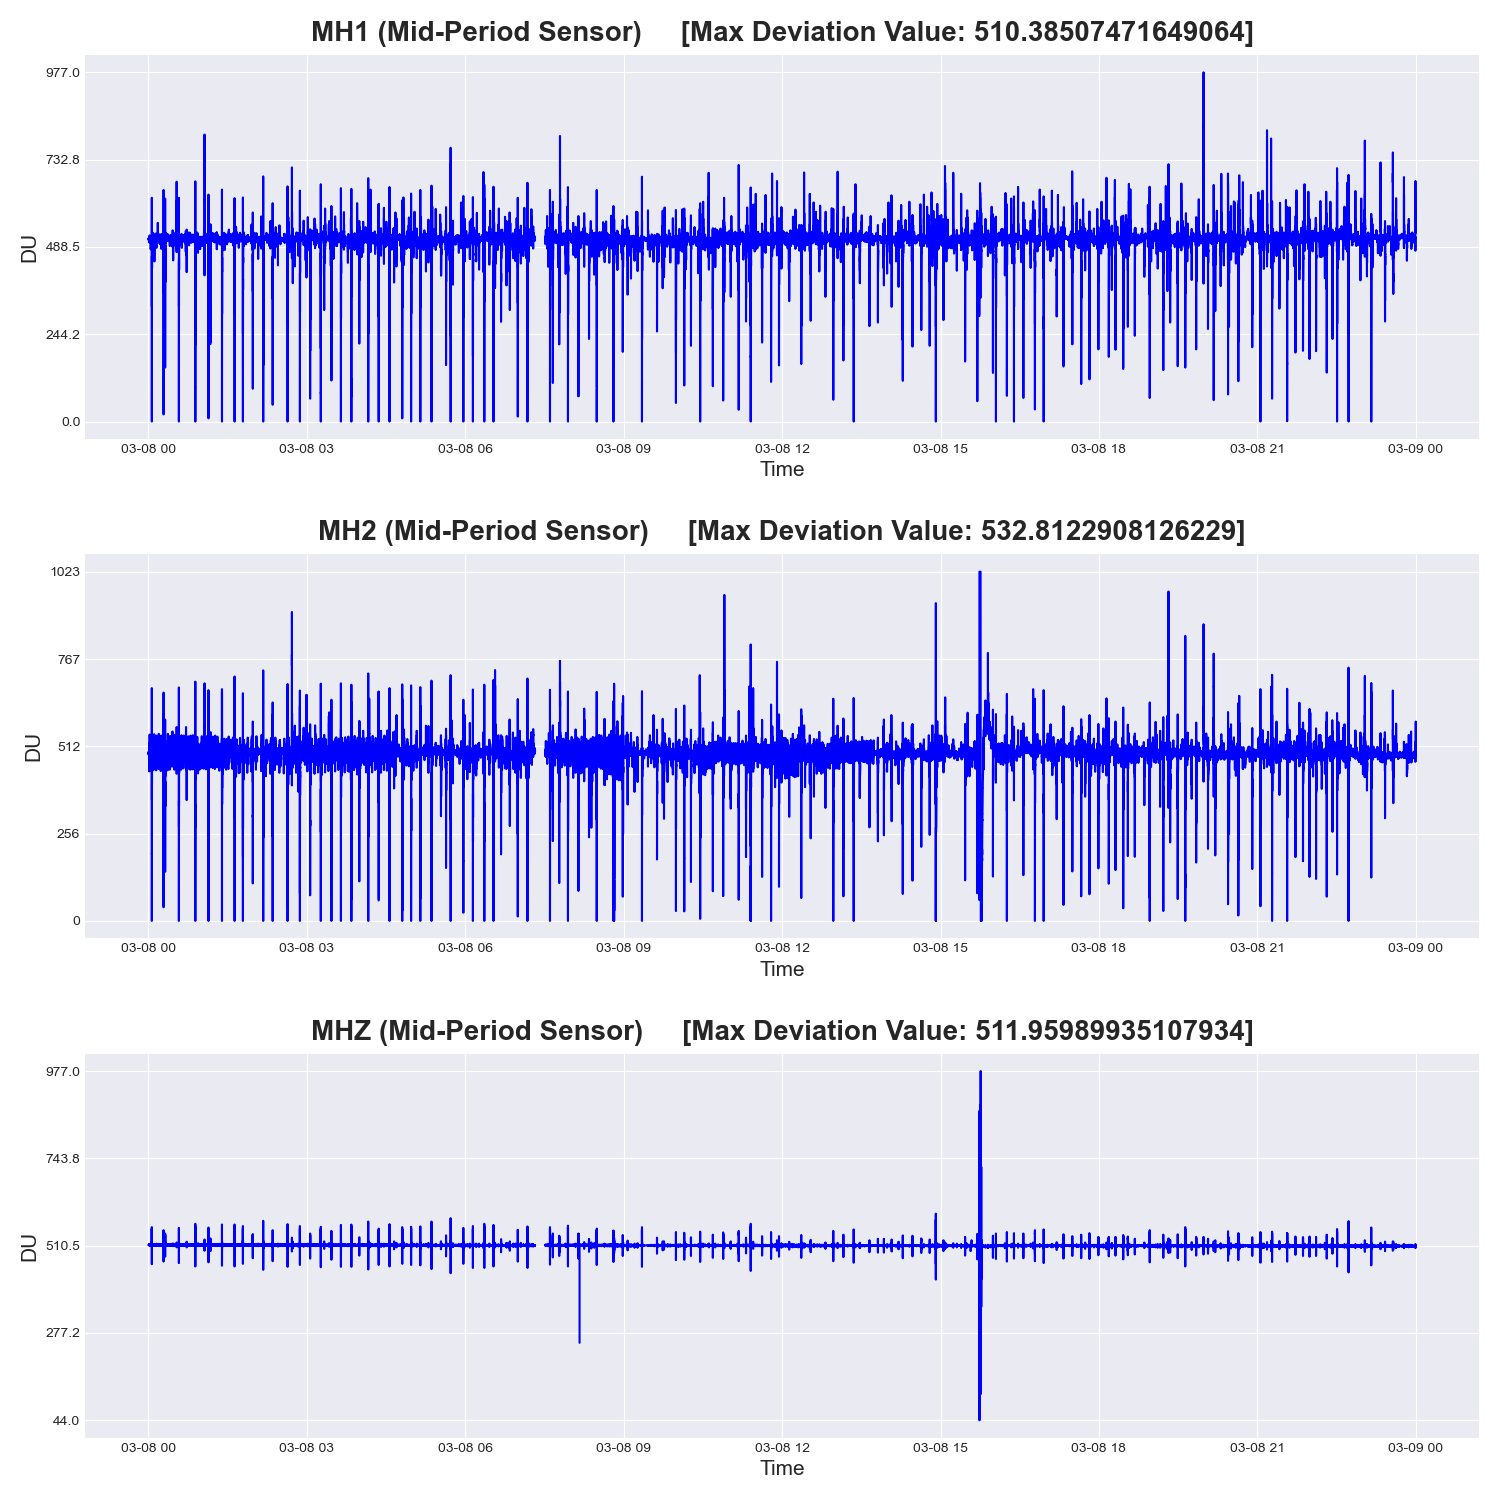 MH1 (Mid-Period Sensor) [Max Deviation Value: 510.38507471649064]
977.0
732.8
488.5
244.2
0.0
DU
03-08 00 03-08 03 03-08 06 03-08 09 03-08 12 03-08 15 03-08 18 03-08 21 03-09 00
Time
MH2 (Mid-Period Sensor) [Max Deviation Value: 532.8122908126229]
1023
767
512
256
0
DU
03-08 00 03-08 03 03-08 06 03-08 09 03-08 12 03-08 15 03-08 18 03-08 21 03-09 00
Time
MHZ (Mid-Period Sensor) [Max Deviation Value: 511.95989935107934]
977.0
743.8
510.5
277.2
44.0
DU
03-08 00 03-08 03 03-08 06 03-08 09 03-08 12 03-08 15 03-08 18 03-08 21 03-09 00
Time